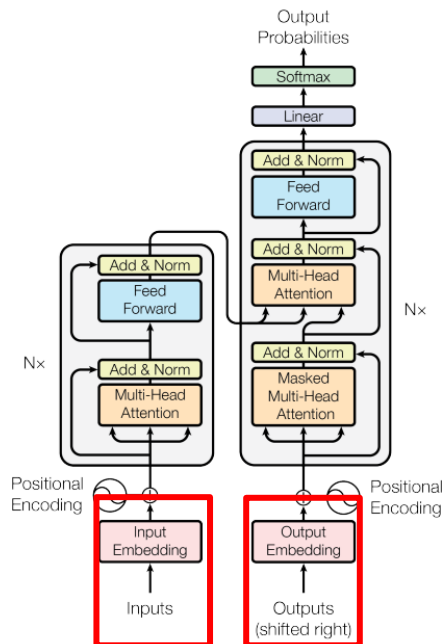 Output
Probabilities
Softmax
Linear
Add & Norm
Feed
Forward
Add & Norm
Multi-Head
Attention
Nx
Add & Norm
Masked
Multi-Head
Attention
Add & Norm
Feed
Forward
Nx
Add & Norm
Multi-Head
Attention
Positional
Encoding
Positional
Encoding
Input
Embedding
Output
Embedding
Inputs
Outputs
(shifted right)